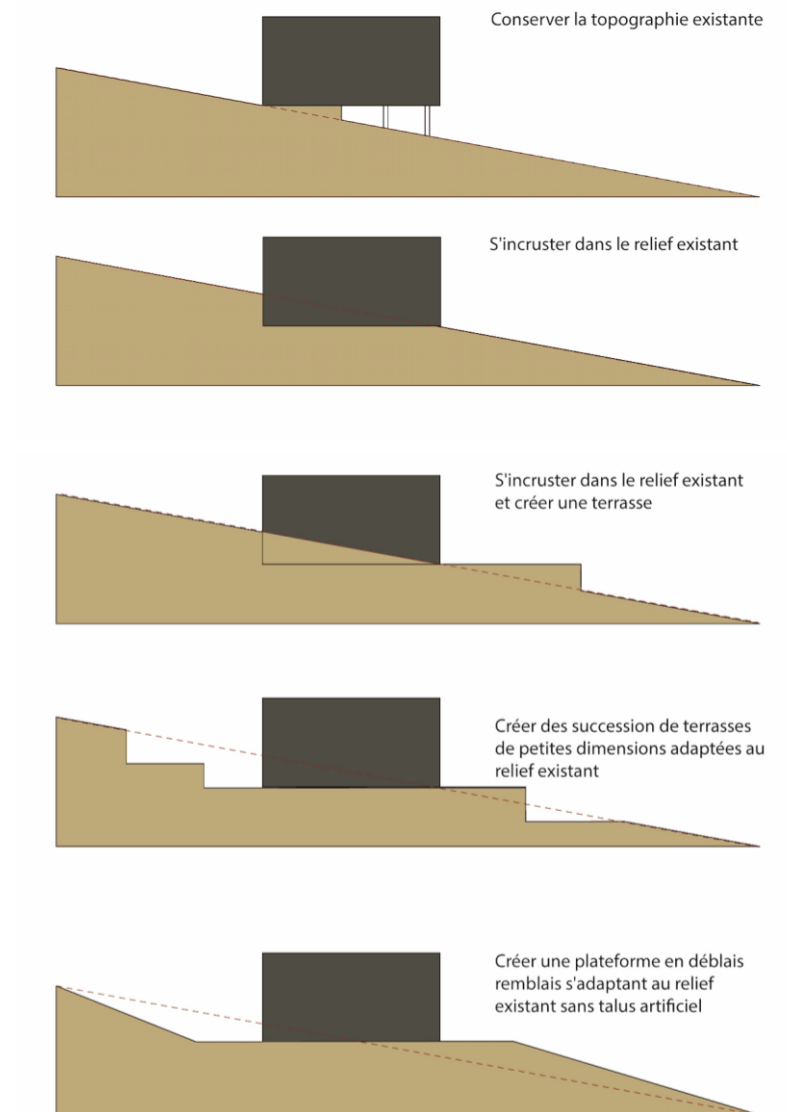 Conserver la topographie existante
S'incruster dans le relief existant
S'incruster dans le relief existant
et créer une terrasse
Créer des succession de terrasses
de petites dimensions adaptées au
relief existant
Créer une plateforme en déblais
remblais s'adaptant au relief
existant sans talus artificiel